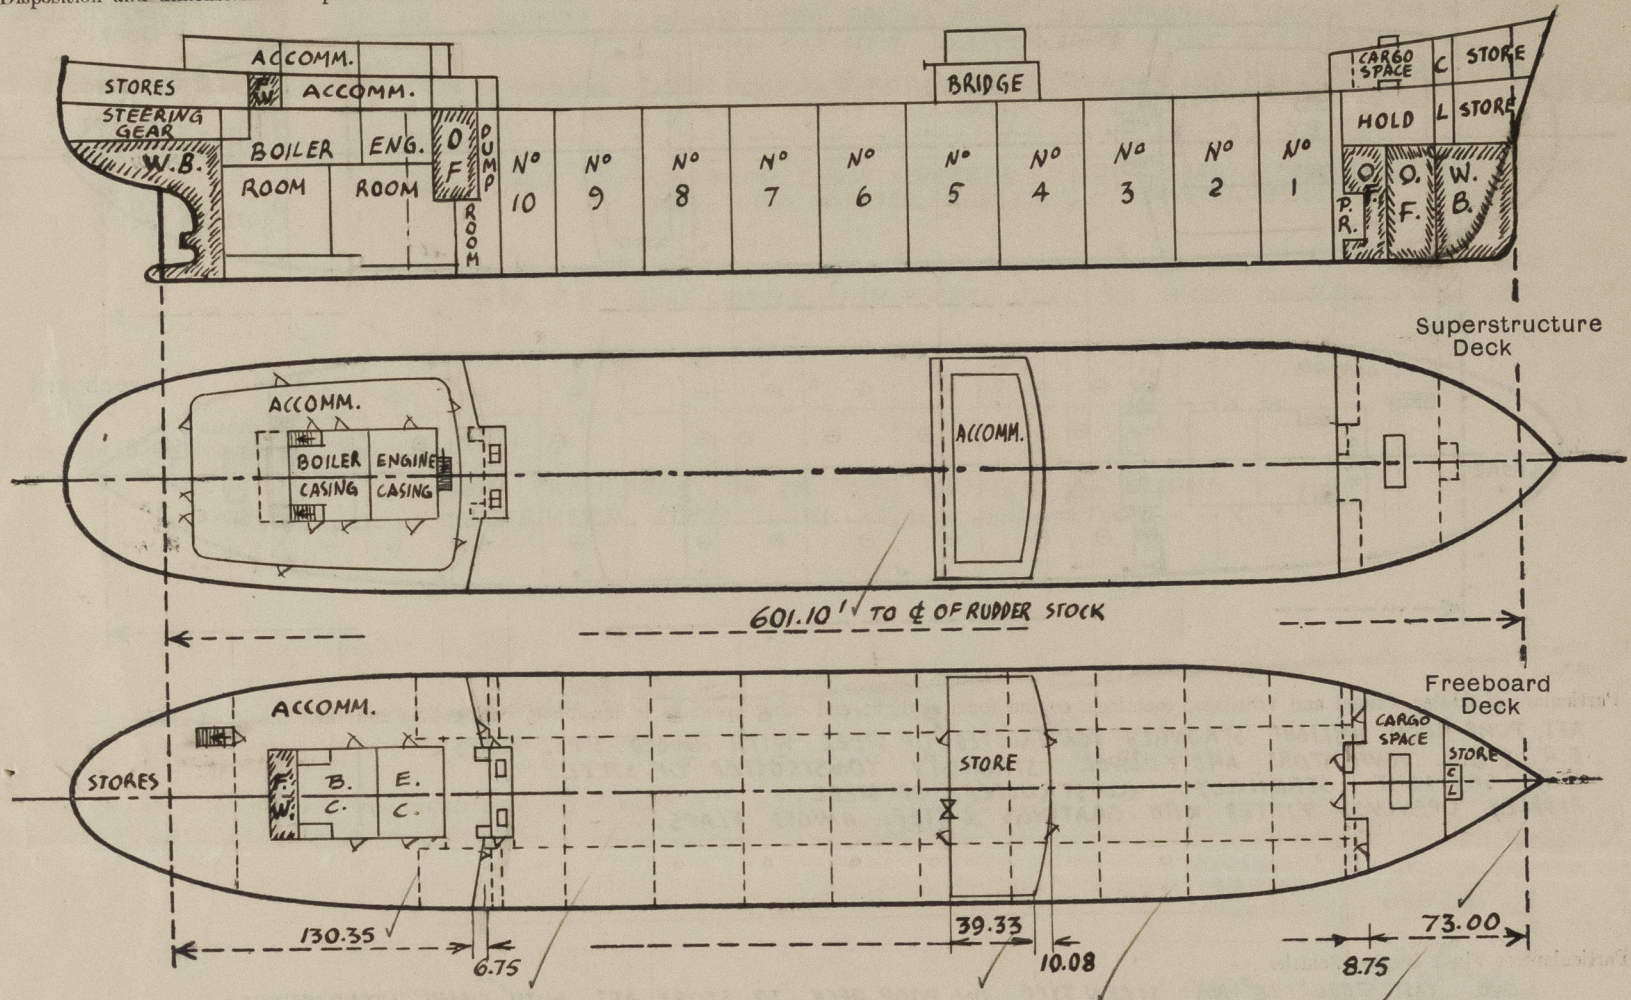 Disposition and dimensions
ACCOMM.
STORES
F.W.
ACCOMM.
STEERING
GEAR
W.B.
BOILER
ROOM
ENG.
ROOM
O
F
PUMP
ROOM
Nº
10
Nº
9
Nº
8
Nº
7
Nº
6
BRIDGE
Nº
5
Nº
4
Nº
3
Nº
2
Nº
1
CARGO
SPACE
C
L
STORE
HOLD
STORE
P.
R.
O.
F.
O.
F.
W.
B.
Superstructure
Deck
ACCOMM.
BOILER
CASING
ENGINE
CASING
ACCOMM.
601.10' TO ⅊ OF RUDDER STOCK
Freeboard
Deck
ACCOMM.
STORES
F.
W.
B.
C.
E.
C.
STORE
CARGO
SPACE
STORE
C
L
130.35
6.75
39.33
10.08
8.75
73.00